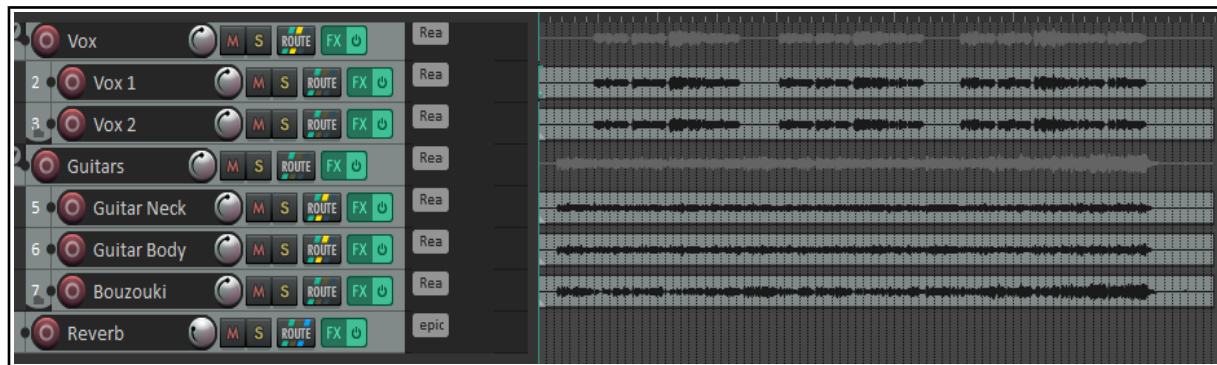 Vox M S ROUTE FX Rea
2 Vox 1 M S ROUTE FX Rea
3 Vox 2 M S ROUTE FX Rea
Guitars M S ROUTE FX Rea
5 Guitar Neck M S ROUTE FX Rea
6 Guitar Body M S ROUTE FX Rea
7 Bouzouki M S ROUTE FX Rea
Reverb M S ROUTE FX epic